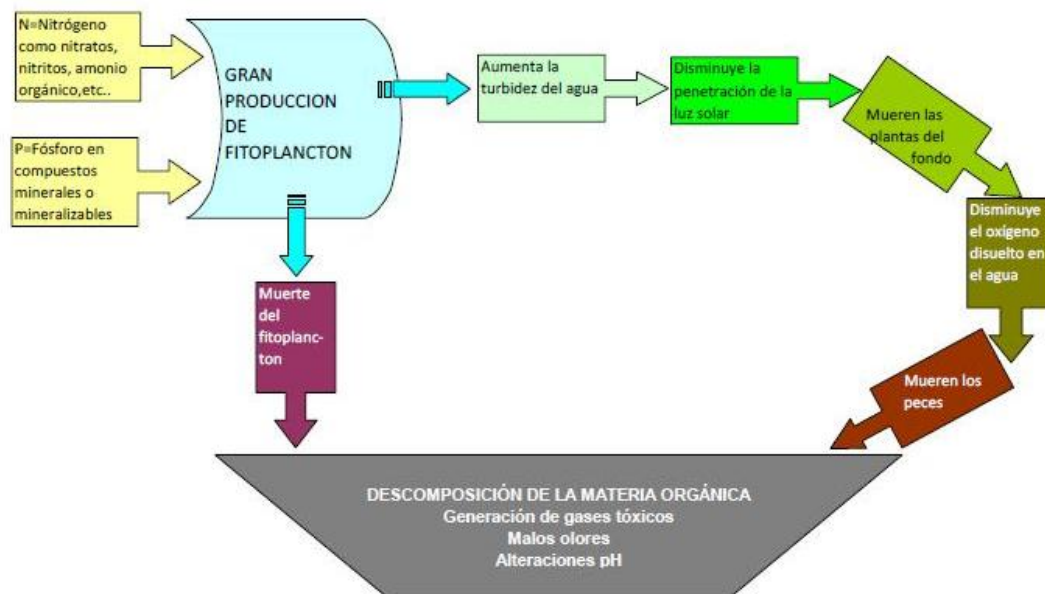 N=Nitrógeno
como nitratos,
nitritos, amonio
orgánico,etc..
P=Fósforo en
compuestos
minerales o
mineralizables
GRAN
PRODUCCION
DE
FITOPLANCTON
Aumenta la
turbidez del agua
Disminuye la
penetración de la
luz solar
Mueren las
plantas del
fondo
Disminuye
el oxígeno
disuelto en
el agua
Mueren los
peces
Muerte
del
fitoplanc-
ton
DESCOMPOSICIÓN DE LA MATERIA ORGÁNICA
Generación de gases tóxicos
Malos olores
Alteraciones pH